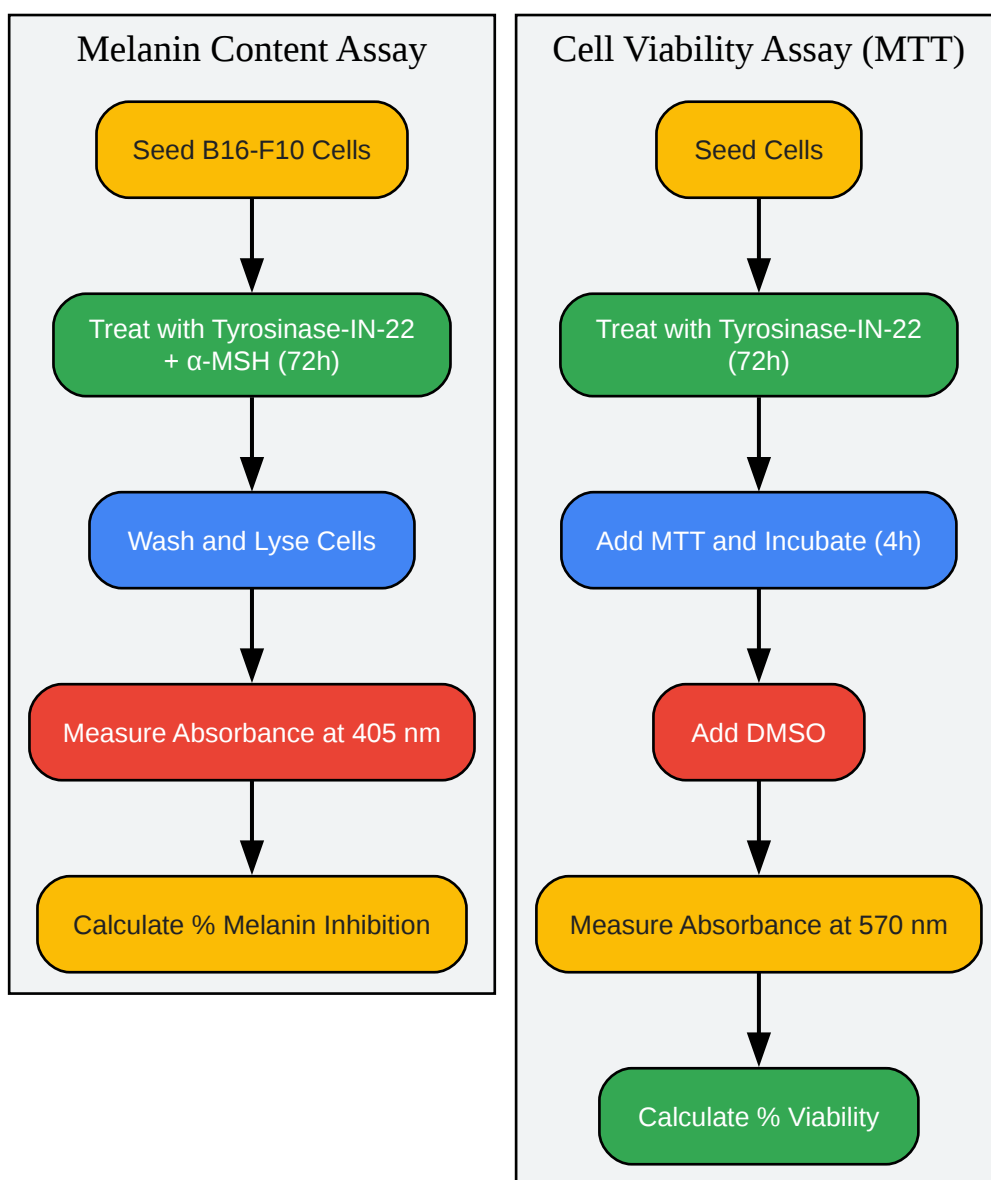 Melanin Content Assay
Seed B16-F10 Cells
Treat with Tyrosinase-IN-22
+ α-MSH (72h)
Wash and Lyse Cells
Measure Absorbance at 405 nm
Calculate % Melanin Inhibition
Cell Viability Assay (MTT)
Seed Cells
Treat with Tyrosinase-IN-22
(72h)
Add MTT and Incubate (4h)
Add DMSO
Measure Absorbance at 570 nm
Calculate % Viability